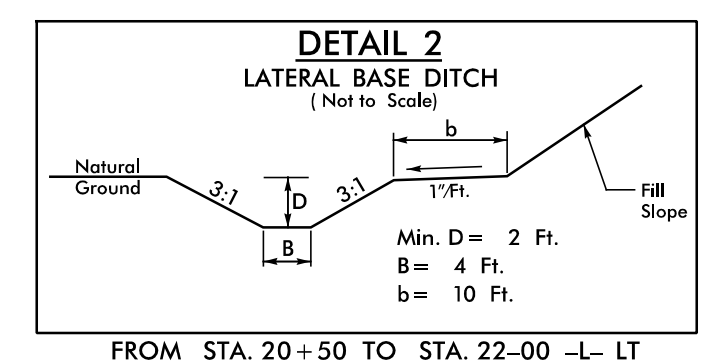 DETAIL 2
LATERAL BASE DITCH
( Not to Scale)
b
Natural
Ground
3:1
D
3:1
1"/Ft.
Fill
Slope
B
Min. D = 2 Ft.
B = 4 Ft.
b = 10 Ft.
FROM STA. 20+50 TO STA. 22–00 –L– LT